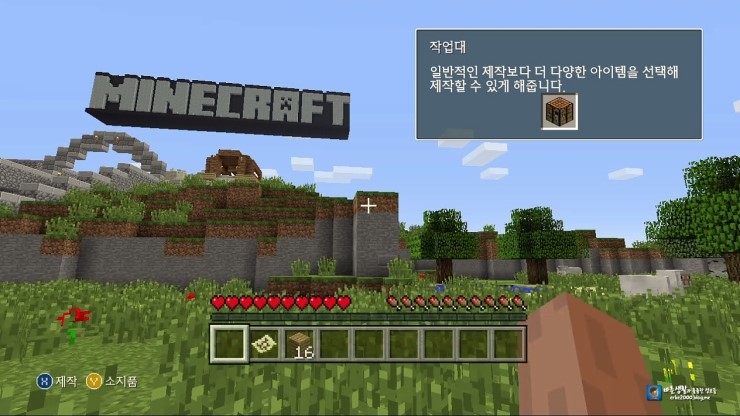 MINECRAFT
작업대
일반적인 제작보다 더 다양한 아이템을 선택해
제작할 수 있게 해줍니다.
16
X 제작 Y 소지품